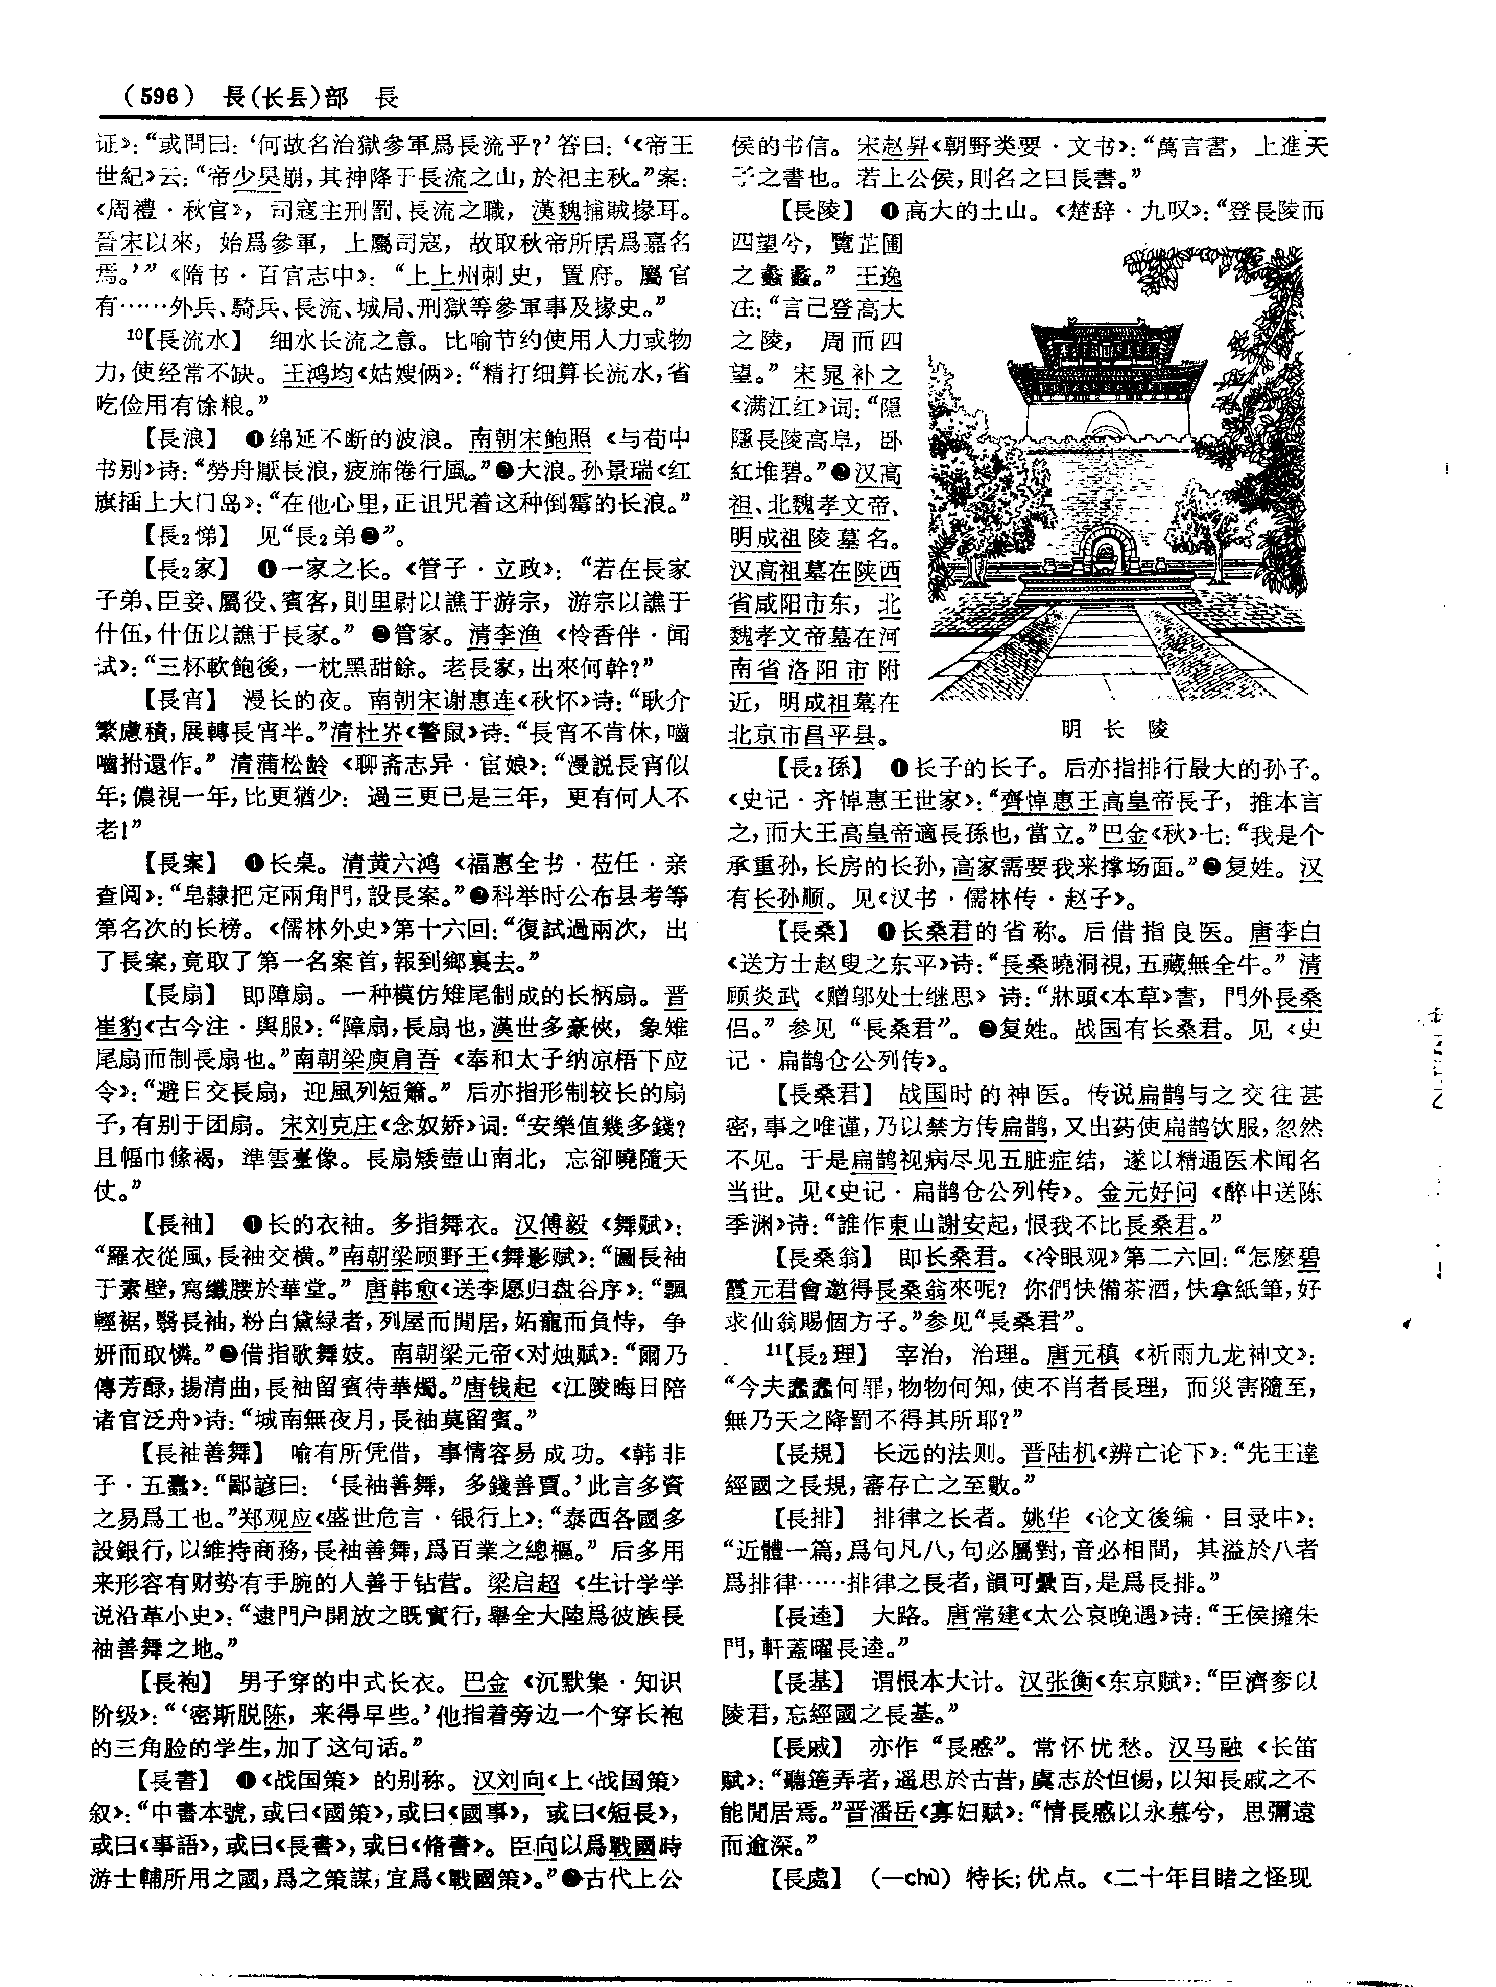 （596） 長(长镸)部 長
证》：“或問曰：‘何故名治獄參軍爲長流乎？’答曰：‘《帝王
世紀》云：“帝少昊崩，其神降于長流之山，於祀主秋。”案：
《周禮·秋官》，司寇主刑罰、長流之職，漢魏捕賊掾耳。
晉宋以來，始爲參軍，上屬司寇，故取秋帝所居爲嘉名
焉。’”《隋书·百官志中》：“上上州刺史，置府。屬官
有……外兵、騎兵、長流、城局、刑獄等參軍事及掾史。”
10【長流水】 细水长流之意。比喻节约使用人力或物
力，使经常不缺。王鸿均《姑嫂俩》：“精打细算长流水，省
吃俭用有馀粮。”
【長浪】 ❶绵延不断的波浪。南朝宋鲍照《与荀中
书别》诗：“勞舟厭長浪，疲旆倦行風。”❷大浪。孙景瑞《红
旗插上大门岛》：“在他心里，正诅咒着这种倒霉的长浪。”
【長2悌】 见“長2弟❷”。
【長2家】 ❶一家之长。《管子·立政》：“若在長家
子弟、臣妾、屬役、賓客，則里尉以譙于游宗，游宗以譙于
什伍，什伍以譙于長家。”❷管家。清李渔《怜香伴·闻
试》：“三杯軟飽後，一枕黑甜餘。老長家，出來何幹？”
【長宵】 漫长的夜。南朝宋谢惠连《秋怀》诗：“耿介
繁慮積，展轉長宵半。”清杜岕《警鼠》诗：“長宵不肯休，嚙
嚙拊還作。”清蒲松龄《聊斋志异·宦娘》：“漫說長宵似
年；儂視一年，比更猶少：過三更已是三年，更有何人不
老！”
【長案】 ❶长桌。清黄六鸿《福惠全书·莅任·亲
查阅》：“皂隸把定兩角門，設長案。”❷科举时公布县考等
第名次的长榜。《儒林外史》第十六回：“復試過兩次，出
了長案，竟取了第一名案首，報到鄉裏去。”
【長扇】 即障扇。一种模仿雉尾制成的长柄扇。晋
崔豹《古今注·舆服》：“障扇，長扇也，漢世多豪俠，象雉
尾扇而制長扇也。”南朝梁庾肩吾《奉和太子纳凉梧下应
令》：“避日交長扇，迎風列短簫。”后亦指形制较长的扇
子，有别于团扇。宋刘克庄《念奴娇》词：“安樂值幾多錢？
且幅巾絛褐，準雲臺像。長扇矮壺山南北，忘卻曉隨天
仗。”
【長袖】 ❶长的衣袖。多指舞衣。汉傅毅《舞赋》：
“羅衣從風，長袖交横。”南朝梁顾野王《舞影赋》：“圖長袖
于素壁，寫纖腰於華堂。”唐韩愈《送李愿归盘谷序》：“飄
輕裾，翳長袖，粉白黛緑者，列屋而閒居，妬寵而負恃，争
妍而取憐。”❷借指歌舞妓。南朝梁元帝《对烛赋》：“爾乃
傳芳醁，揚清曲，長袖留賓待華燭。”唐钱起《江陵晦日陪
诸官泛舟》诗：“城南無夜月，長袖莫留賓。”
【長袖善舞】 喻有所凭借，事情容易成功。《韩非
子·五蠹》：“鄙諺曰：‘長袖善舞，多錢善賈。’此言多資
之易爲工也。”郑观应《盛世危言·银行上》：“泰西各國多
設銀行，以維持商務，長袖善舞，爲百業之總樞。”后多用
来形容有财势有手腕的人善于钻营。梁启超《生计学学
说沿革小史》：“逮門户開放之既實行，舉全大陸爲彼族長
袖善舞之地。”
【長袍】 男子穿的中式长衣。巴金《沉默集·知识
阶级》：“‘密斯脱陈，来得早些。’他指着旁边一个穿长袍
的三角脸的学生，加了这句话。”
【長書】 ❶《战国策》的别称。汉刘向《上〈战国策〉
叙》：“中書本號，或曰《國策》，或曰《國事》，或曰《短長》，
或曰《事語》，或曰《長書》，或曰《脩書》。臣向以爲戰國時
游士輔所用之國，爲之策謀，宜爲《戰國策》。”❷古代上公
侯的书信。宋赵昇《朝野类要·文书》：“萬言書，上進天
子之書也。若上公侯，則名之曰長書。”
【長陵】 ❶高大的土山。《楚辞·九叹》：“登長陵而
四望兮，覽芷圃
之蠡蠡。”王逸
注：“言己登高大
之陵，周而四
望。”宋晁补之
《满江红》词：“隱
隱長陵高阜，卧
紅堆碧。”❷汉高
祖、北魏孝文帝、
明成祖陵墓名。
汉高祖墓在陕西
省咸阳市东，北
魏孝文帝墓在河
南省洛阳市附
近，明成祖墓在
北京市昌平县。
明长陵
【長2孫】 ❶长子的长子。后亦指排行最大的孙子。
《史记·齐悼惠王世家》：“齊悼惠王高皇帝長子，推本言
之，而大王高皇帝適長孫也，當立。”巴金《秋》七：“我是个
承重孙，长房的长孙，高家需要我来撑场面。”❷复姓。汉
有长孙顺。见《汉书·儒林传·赵子》。
【長桑】 ❶长桑君的省称。后借指良医。唐李白
《送方士赵叟之东平》诗：“長桑曉洞視，五藏無全牛。”清
顾炎武《赠邬处士继思》诗：“牀頭《本草》書，門外長桑
侣。”参见“長桑君”。❷复姓。战国有长桑君。见《史
记·扁鹊仓公列传》。
【長桑君】 战国时的神医。传说扁鹊与之交往甚
密，事之唯谨，乃以禁方传扁鹊，又出药使扁鹊饮服，忽然
不见。于是扁鹊视病尽见五脏症结，遂以精通医术闻名
当世。见《史记·扁鹊仓公列传》。金元好问《醉中送陈
季渊》诗：“誰作東山謝安起，恨我不比長桑君。”
【長桑翁】 即长桑君。《冷眼观》第二六回：“怎麽碧
霞元君會邀得長桑翁來呢？你們快備茶酒，快拿紙筆，好
求仙翁賜個方子。”参见“長桑君”。
11【長2理】 宰治，治理。唐元稹《祈雨九龙神文》：
“今夫蠢蠢何罪，物物何知，使不肖者長理，而災害隨至，
無乃天之降罰不得其所耶？”
【長規】 长远的法则。晋陆机《辨亡论下》：“先王達
經國之長規，審存亡之至數。”
【長排】 排律之长者。姚华《论文後编·目录中》：
“近體一篇，爲句凡八，句必屬對，音必相間，其溢於八者
爲排律……排律之長者，韻可纍百，是爲長排。”
【長逵】 大路。唐常建《太公哀晚遇》诗：“王侯擁朱
門，軒蓋曜長逵。”
【長基】 谓根本大计。汉张衡《东京赋》：“臣濟奓以
陵君，忘經國之長基。”
【長戚】 亦作“長慼”。常怀忧愁。汉马融《长笛
赋》：“聽簉弄者，遥思於古昔，虞志於怛惕，以知長戚之不
能閒居焉。”晋潘岳《寡妇赋》：“情長慼以永慕兮，思彌遠
而逾深。”
【長處】 （—chù）特长；优点。《二十年目睹之怪现